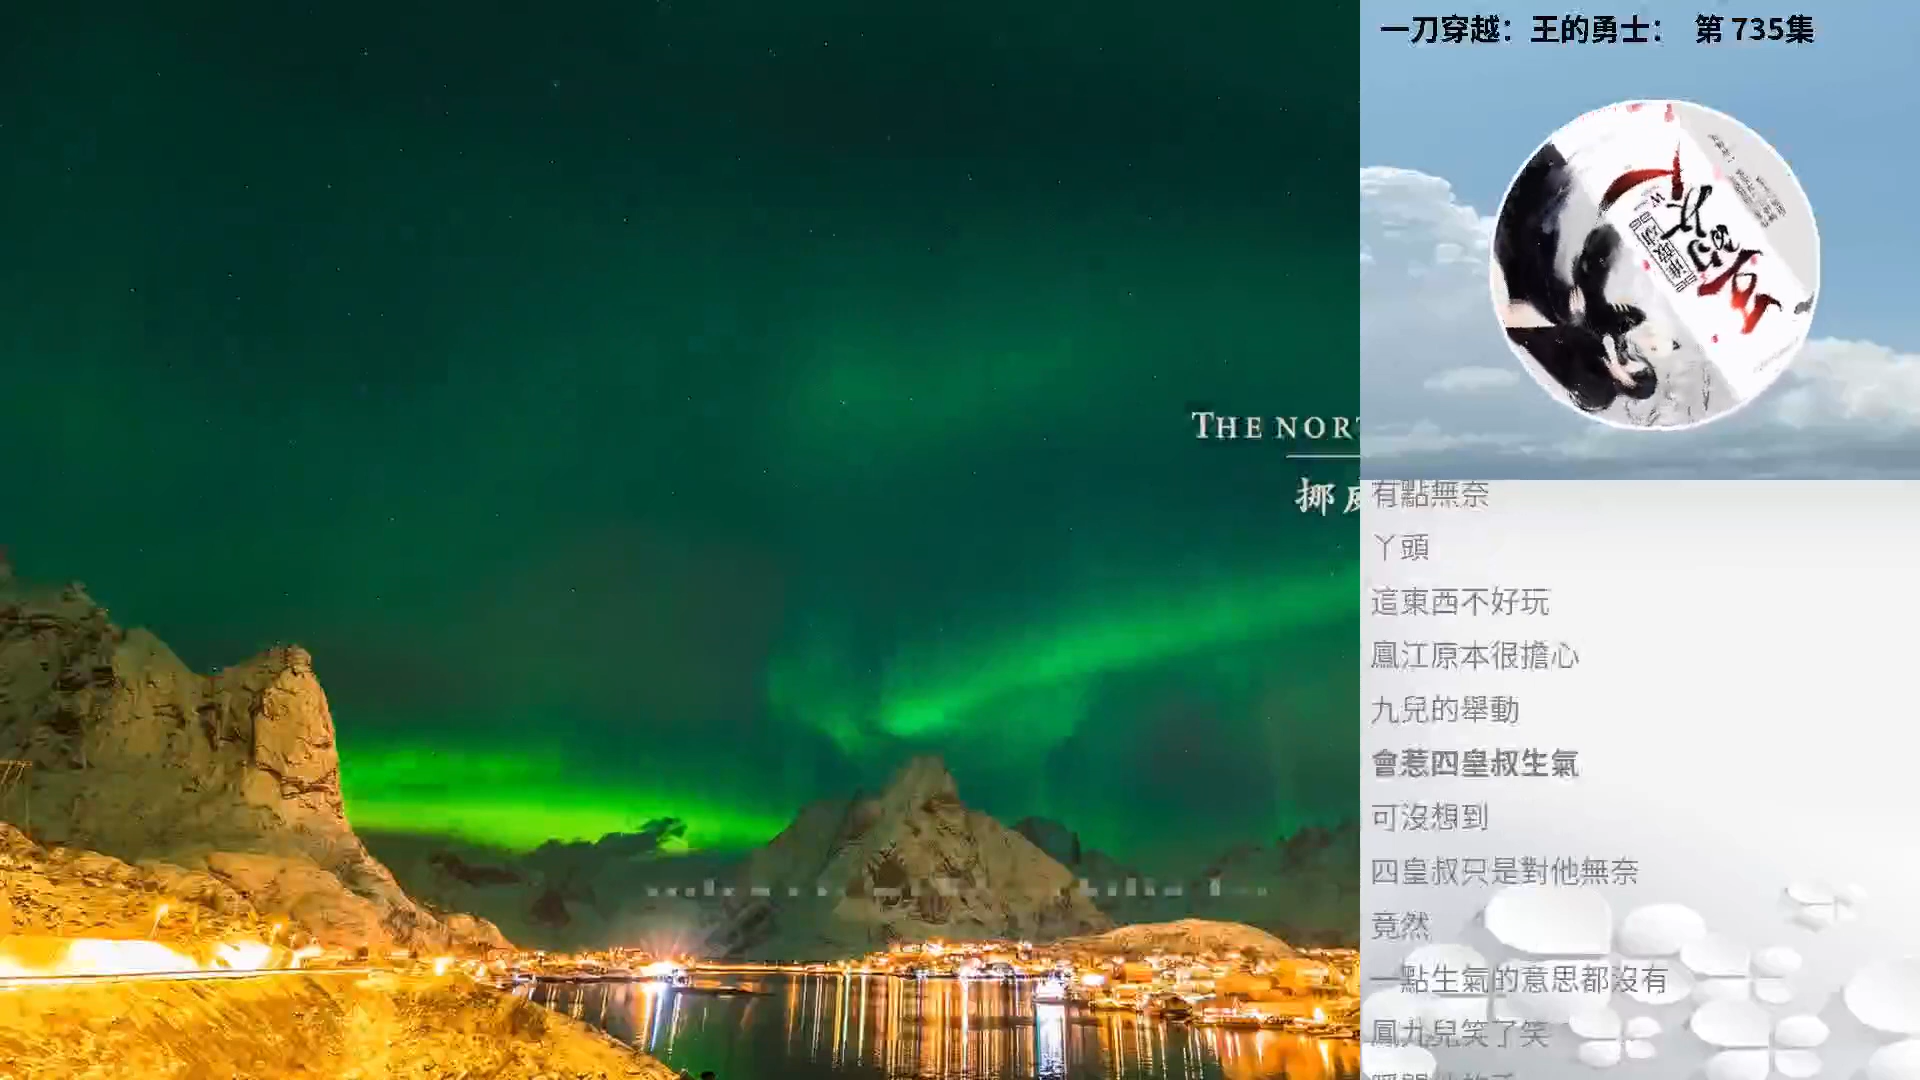 一刀穿越：王的勇士： 第 735集
THE NOR
挪
有點無奈
丫頭
這東西不好玩
鳳江原本很擔心
九兒的舉動
會惹四皇叔生氣
可沒想到
四皇叔只是對他無奈
竟然
一點生氣的意思都沒有
鳳九兒笑了笑